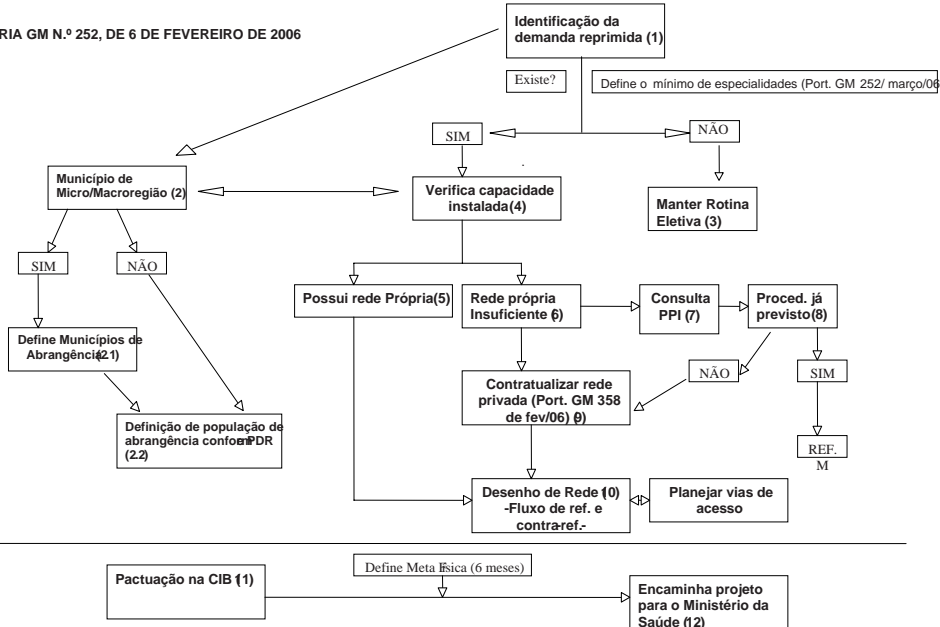 RIA GM N.º 252, DE 6 DE FEVEREIRO DE 2006
Identificação da
demanda reprimida (1)
Existe?
Define o mínimo de especialidades (Port. GM 252/ março/06
SIM
NÃO
Município de
Micro/Macroregião (2)
Verifica capacidade
instalada(4)
Manter Rotina
Eletiva (3)
SIM
NÃO
Possui rede Própria(5)
Rede própria
Insuficiente (6)
Consulta
PPI (7)
Proced. já
previsto(8)
Define Municípios de
Abrangência(2.1)
Contratualizar rede
privada (Port. GM 358
de fev/06) (9)
NÃO
SIM
Definição de população de
abrangência conforme PDR
(2.2)
REF.
M
Desenho de Rede (10)
-Fluxo de ref. e
contra-ref.-
Planejar vias de
acesso
Pactuação na CIB (11)
Define Meta Física (6 meses)
Encaminha projeto
para o Ministério da
Saúde (12)